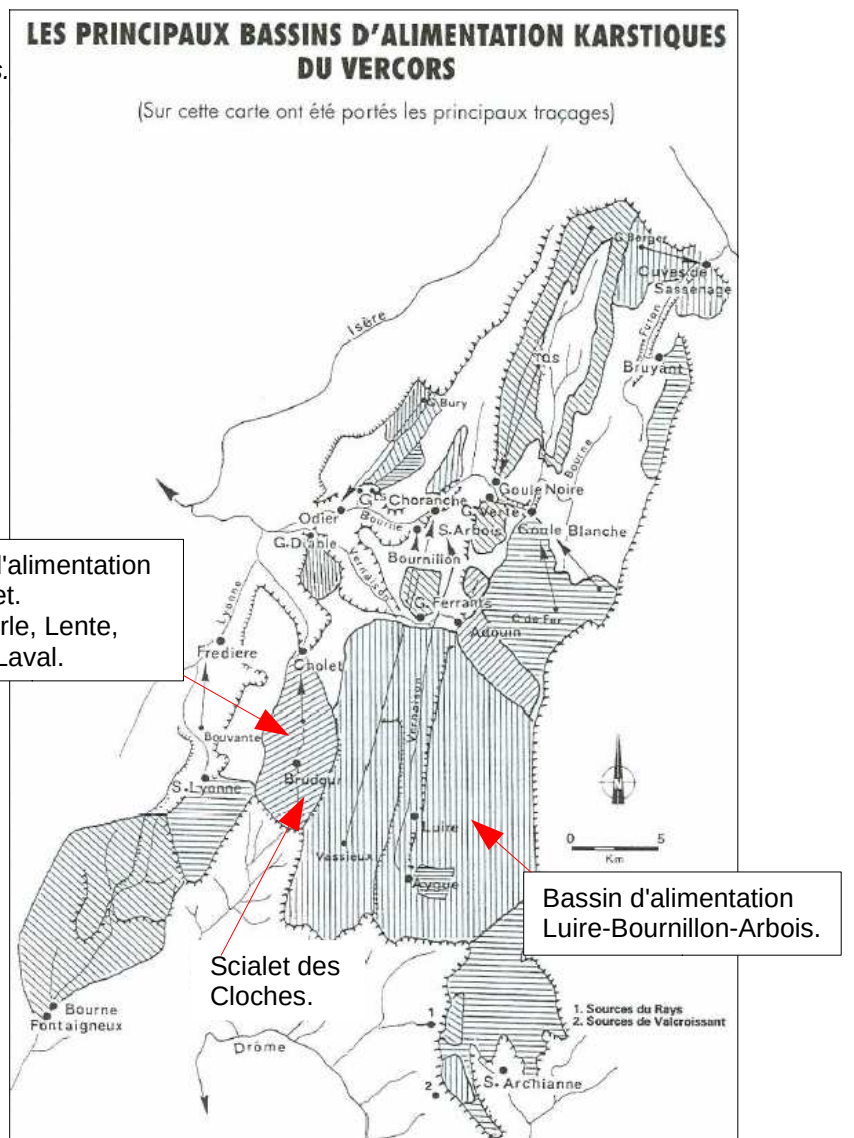 LES PRINCIPAUX BASSINS D'ALIMENTATION KARSTIQUES
DU VERCORS
s.
(Sur cette carte ont été portés les principaux traçages)
G. Berger
Cuves de
Sassenage
Furon
Isère
Bruyant
TQS
G. Bury
Bourne
Goule Noire
GLS Choranche
G. Verte
Odier
Bourne
S. Arbois
Goule Blanche
G. Diable
Bournillon
Vernaison
d'alimentation
et.
rle, Lente,
Laval.
Lyonne
G. Ferrants
C. de Fer
Adouin
Fredière
Cholet
Vernaison
Bouvante
S. Lyonne
Brudour
Luire
0 5
Km
Vassieux
Aygue
Bassin d'alimentation
Luire-Bournillon-Arbois.
Scialet des
Cloches.
1. Sources du Rays
2. Sources de Valcroissant
1
Bourne
Fontaigneux
Drôme
S. Archianne
2